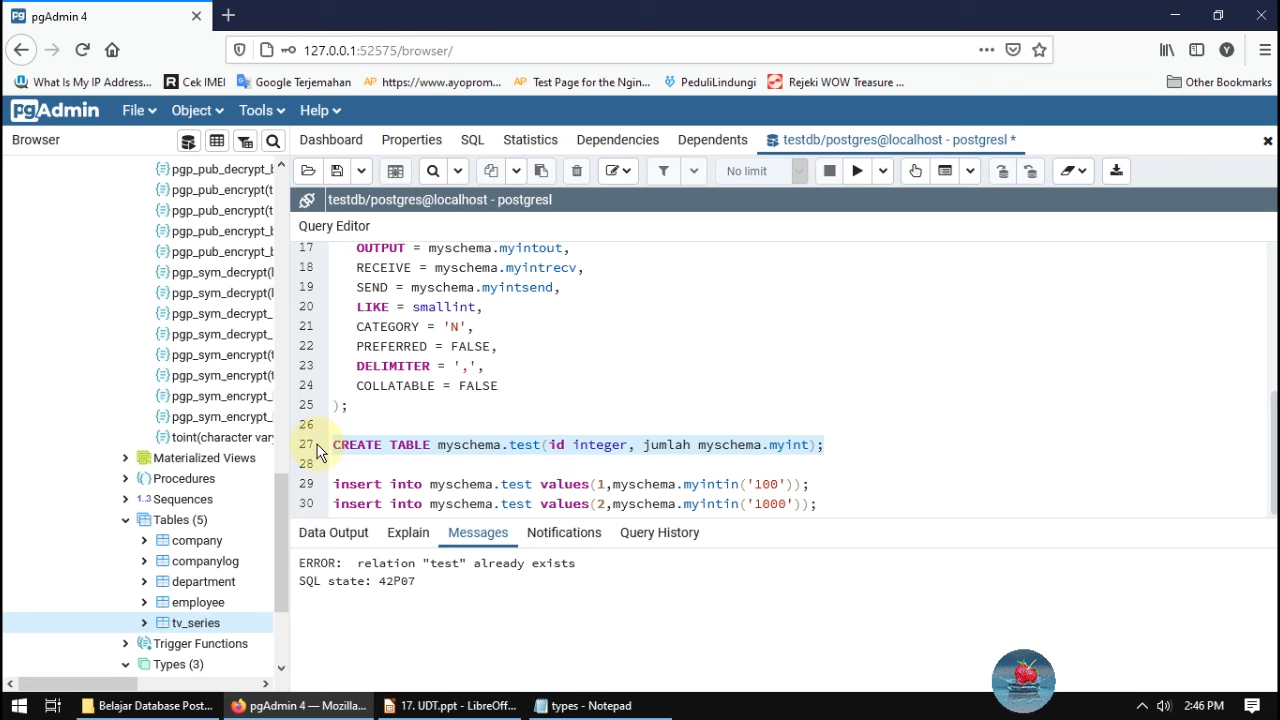 pgAdmin 4
127.0.0.1:52575/browser/
What Is My IP Address... Cek IMEI Google Terjemahan https://www.ayoprom... Test Page for the Ngin... PeduliLindungi Rejeki WOW Treasure ... Other Bookmarks
pgAdmin File Object Tools Help
Browser
Dashboard Properties SQL Statistics Dependencies Dependents testdb/postgres@localhost - postgresl *
No limit
testdb/postgres@localhost - postgresl
Query Editor
pgp_pub_decrypt_b
pgp_pub_encrypt(t
pgp_pub_encrypt(t
pgp_pub_encrypt_b
pgp_pub_encrypt_b
pgp_sym_decrypt(l
pgp_sym_decrypt(l
pgp_sym_decrypt_
pgp_sym_decrypt_
pgp_sym_encrypt(t
pgp_sym_encrypt(t
pgp_sym_encrypt_
pgp_sym_encrypt_
toint(character vary
Materialized Views
Procedures
1..3 Sequences
Tables (5)
company
companylog
department
employee
tv_series
Trigger Functions
Types (3)
17 OUTPUT = myschema.myintout,
18 RECEIVE = myschema.myintrecv,
19 SEND = myschema.myintsend,
20 LIKE = smallint,
21 CATEGORY = 'N',
22 PREFERRED = FALSE,
23 DELIMITER = ',',
24 COLLATABLE = FALSE
25 );
26
27 CREATE TABLE myschema.test(id integer, jumlah myschema.myint);
28
29 insert into myschema.test values(1,myschema.myintin('100'));
30 insert into myschema.test values(2,myschema.myintin('1000'));
Data Output Explain Messages Notifications Query History
ERROR: relation "test" already exists
SQL state: 42P07
Belajar Database Post... pgAdmin 4 — Mozilla... 17. UDT.ppt - LibreOff... types - Notepad 2:46 PM